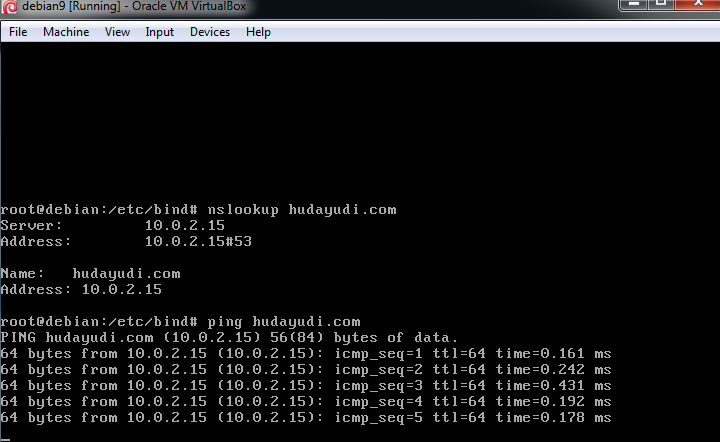 debian9 [Running] - Oracle VM VirtualBox
File Machine View Input Devices Help
root@debian:/etc/bind# nslookup hudayudi.com
Server: 10.0.2.15
Address: 10.0.2.15#53
Name: hudayudi.com
Address: 10.0.2.15
root@debian:/etc/bind# ping hudayudi.com
PING hudayudi.com (10.0.2.15) 56(84) bytes of data.
64 bytes from 10.0.2.15 (10.0.2.15): icmp_seq=1 ttl=64 time=0.161 ms
64 bytes from 10.0.2.15 (10.0.2.15): icmp_seq=2 ttl=64 time=0.242 ms
64 bytes from 10.0.2.15 (10.0.2.15): icmp_seq=3 ttl=64 time=0.431 ms
64 bytes from 10.0.2.15 (10.0.2.15): icmp_seq=4 ttl=64 time=0.192 ms
64 bytes from 10.0.2.15 (10.0.2.15): icmp_seq=5 ttl=64 time=0.178 ms